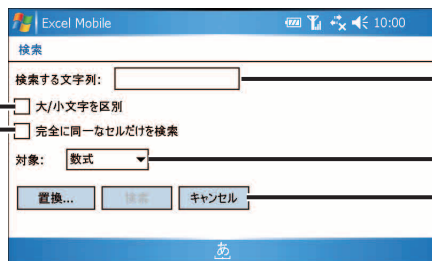 Excel Mobile 10:00
検索
検索する文字列:
大/小文字を区別
完全に同一なセルだけを検索
対象: 数式
置換... 検索 キャンセル
あ